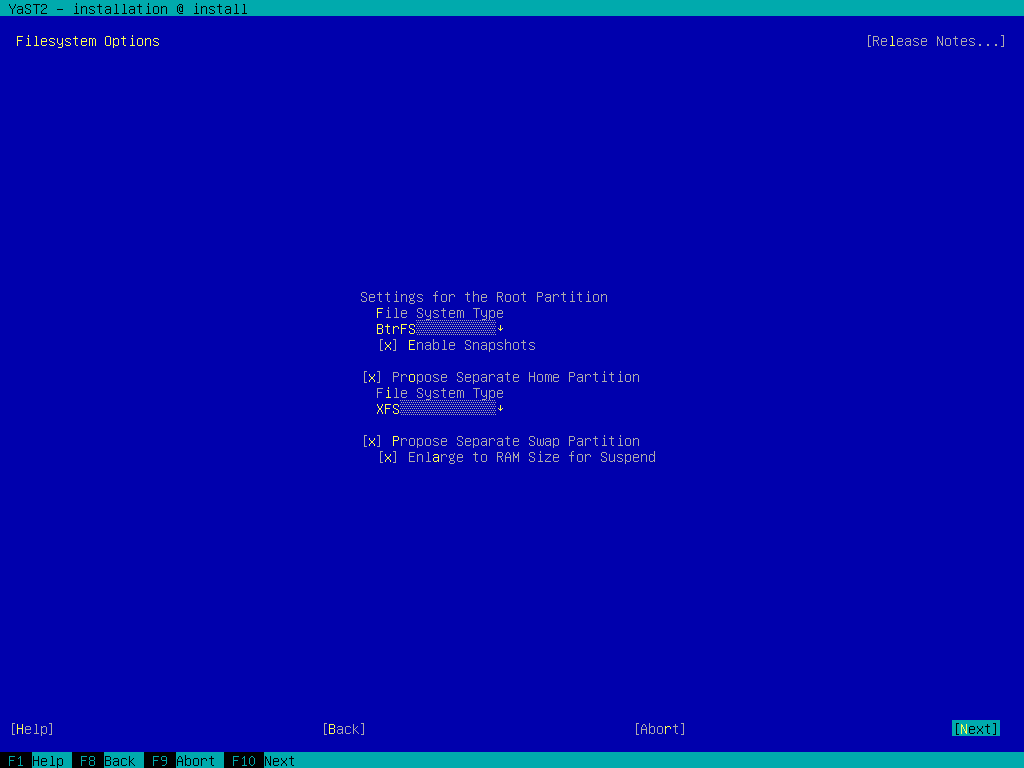 YaST2 - installation @ install
Filesystem Options [Release Notes...]
Settings for the Root Partition
File System Type
BtrFS▒▒▒▒▒▒▒▒▒▒↓
[x] Enable Snapshots
[x] Propose Separate Home Partition
File System Type
XFS▒▒▒▒▒▒▒▒▒▒▒▒↓
[x] Propose Separate Swap Partition
[x] Enlarge to RAM Size for Suspend
[Help] [Back] [Abort] [Next]
F1 Help F8 Back F9 Abort F10 Next